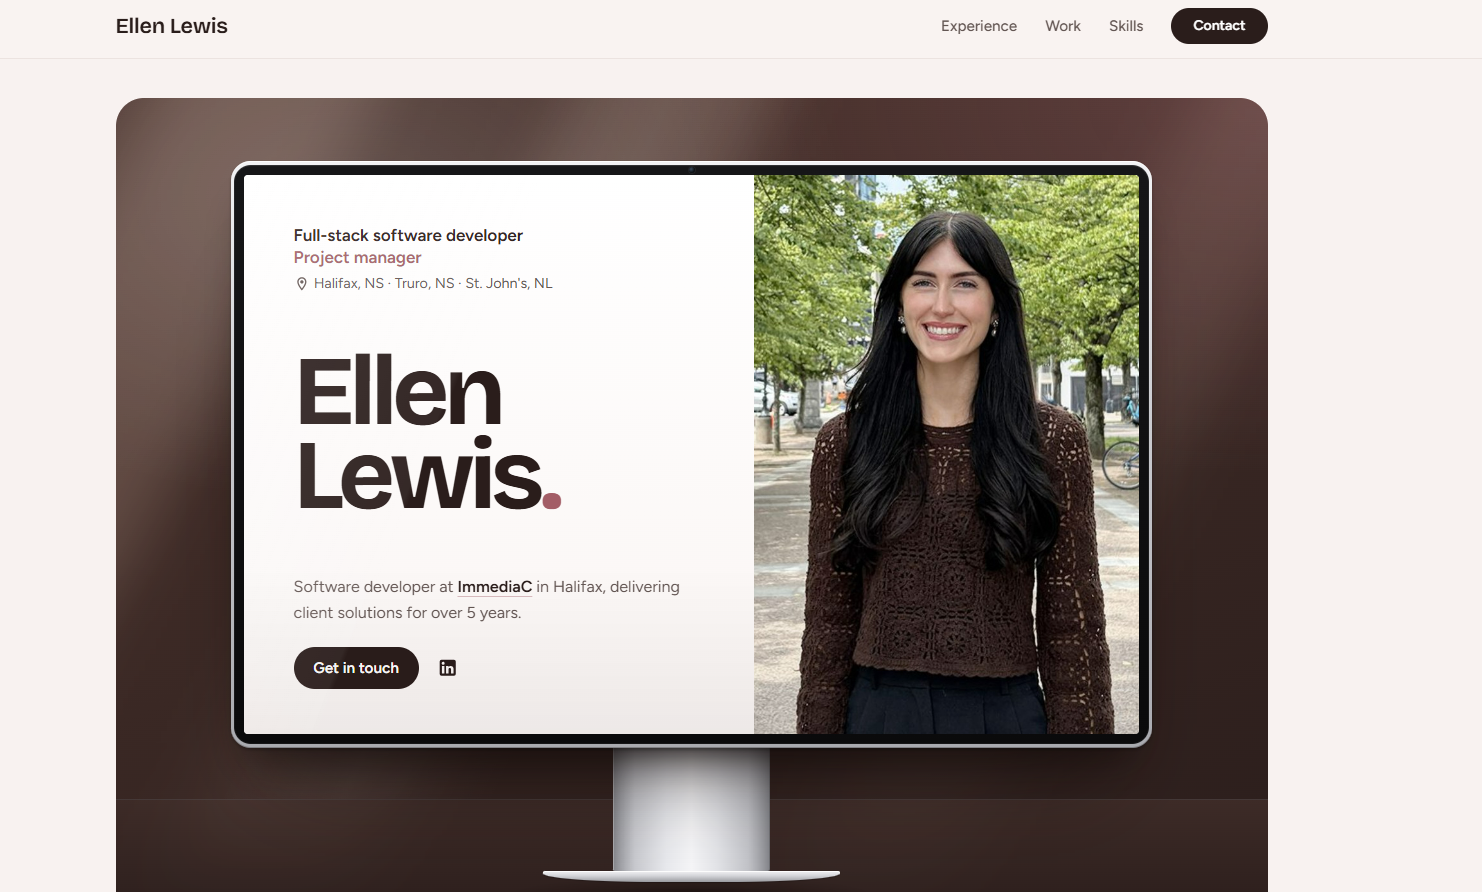 Ellen Lewis
Experience
Work
Skills
Contact
Full-stack software developer
Project manager
Halifax, NS · Truro, NS · St. John's, NL
Ellen
Lewis.
Software developer at ImmediaC in Halifax, delivering
client solutions for over 5 years.
Get in touch
in